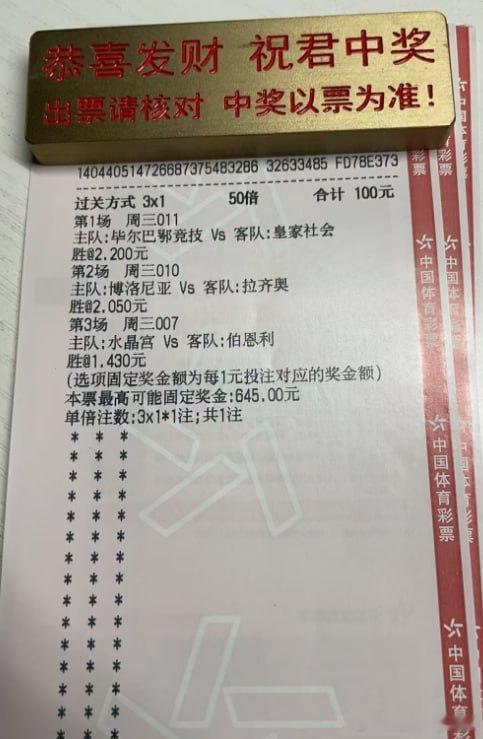 恭喜发财 祝君中奖
出票请核对 中奖以票为准!
140440514726687375483286 32633485 FD78E373
过关方式 3x1 50倍 合计 100元
第1场 周三011
主队:毕尔巴鄂竞技 Vs 客队:皇家社会
胜@2.200元
第2场 周三010
主队:博洛尼亚 Vs 客队:拉齐奥
胜@2.050元
第3场 周三007
主队:水晶宫 Vs 客队:伯恩利
胜@1.430元
(选项固定奖金额为每1元投注对应的奖金额)
本票最高可能固定奖金:645.00元
单倍注数:3x1*1注;共1注
中国体育彩票
中国体育彩票
中国体育彩票
中国体育彩票